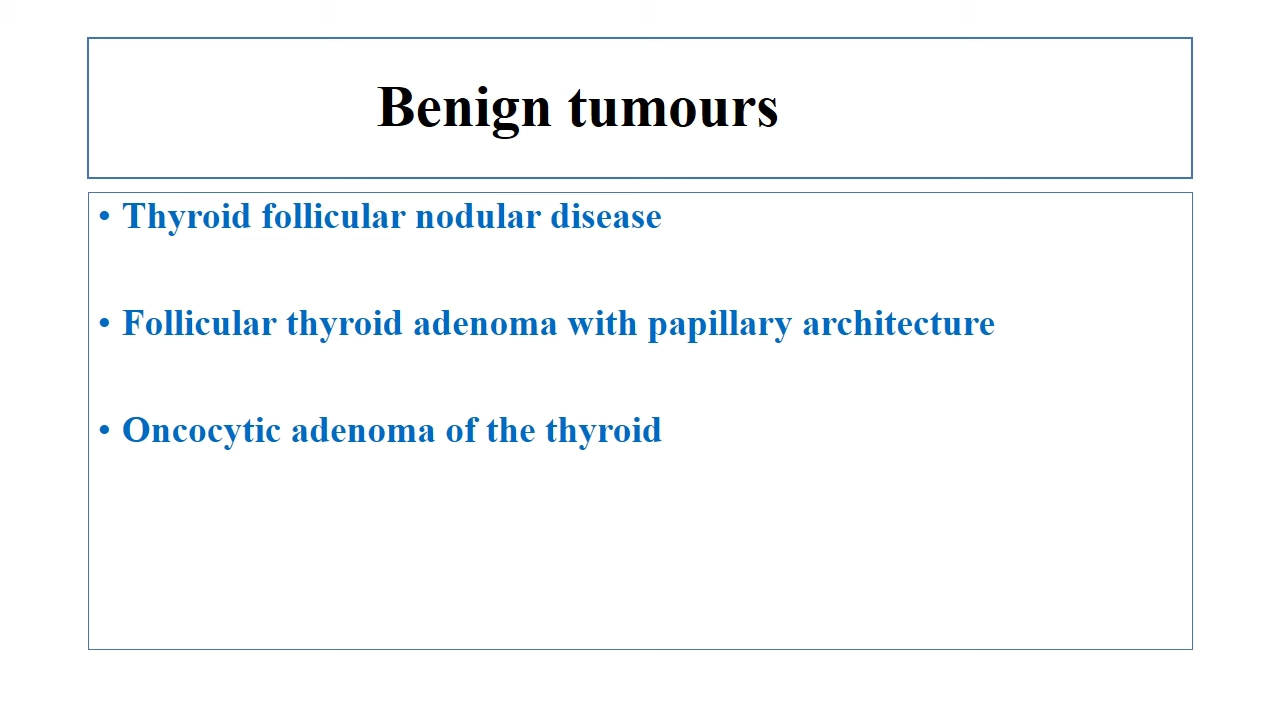 Benign tumours
• Thyroid follicular nodular disease
• Follicular thyroid adenoma with papillary architecture
• Oncocytic adenoma of the thyroid